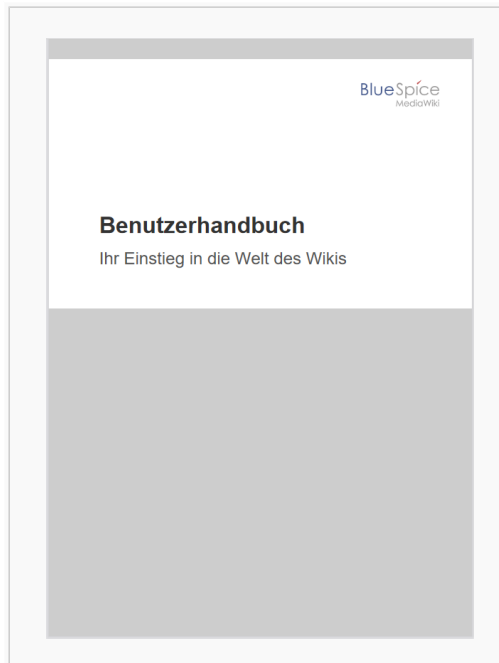 BlueSpice
MediaWiki
Benutzerhandbuch
Ihr Einstieg in die Welt des Wikis